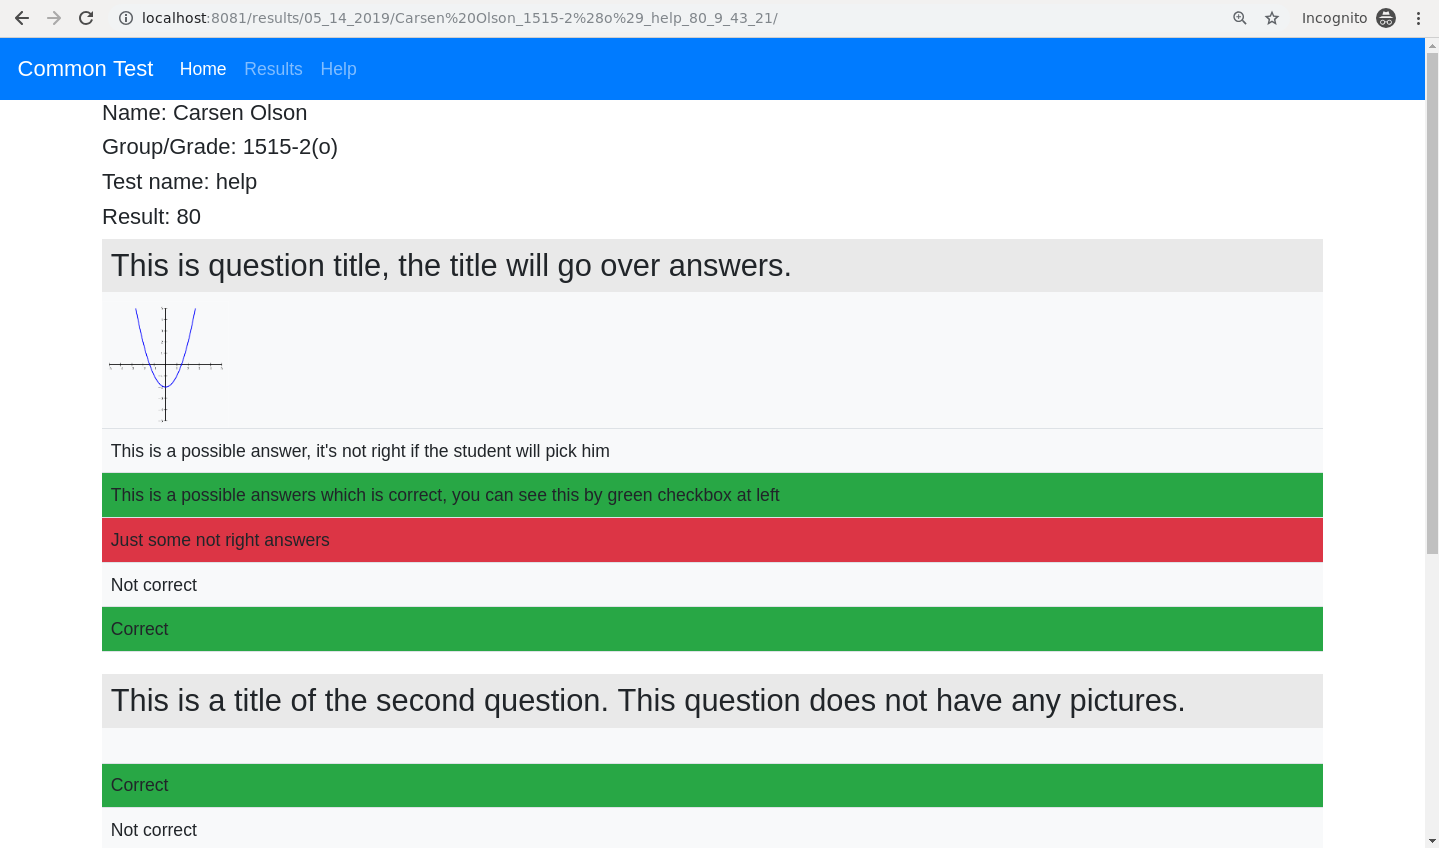 localhost:8081/results/05_14_2019/Carsen%20Olson_1515-2%28o%29_help_80_9_43_21/
Incognito
Common Test Home Results Help
Name: Carsen Olson
Group/Grade: 1515-2(o)
Test name: help
Result: 80
This is question title, the title will go over answers.
This is a possible answer, it's not right if the student will pick him
This is a possible answers which is correct, you can see this by green checkbox at left
Just some not right answers
Not correct
Correct
This is a title of the second question. This question does not have any pictures.
Correct
Not correct